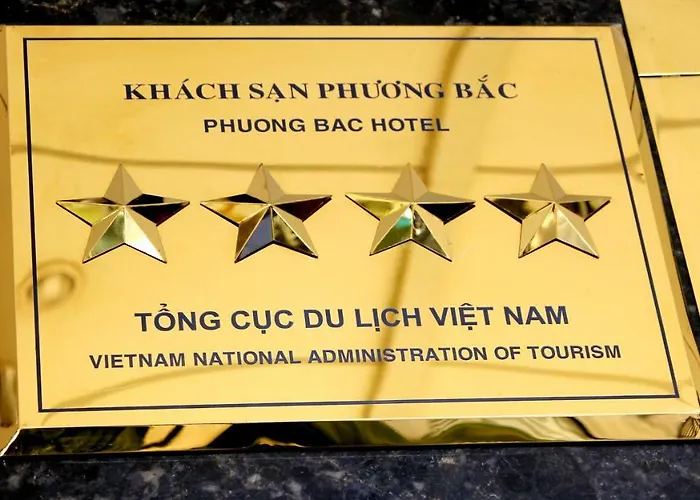 KHÁCH SẠN PHƯƠNG BẮC
PHUONG BAC HOTEL
TỔNG CỤC DU LỊCH VIỆT NAM
VIETNAM NATIONAL ADMINISTRATION OF TOURISM